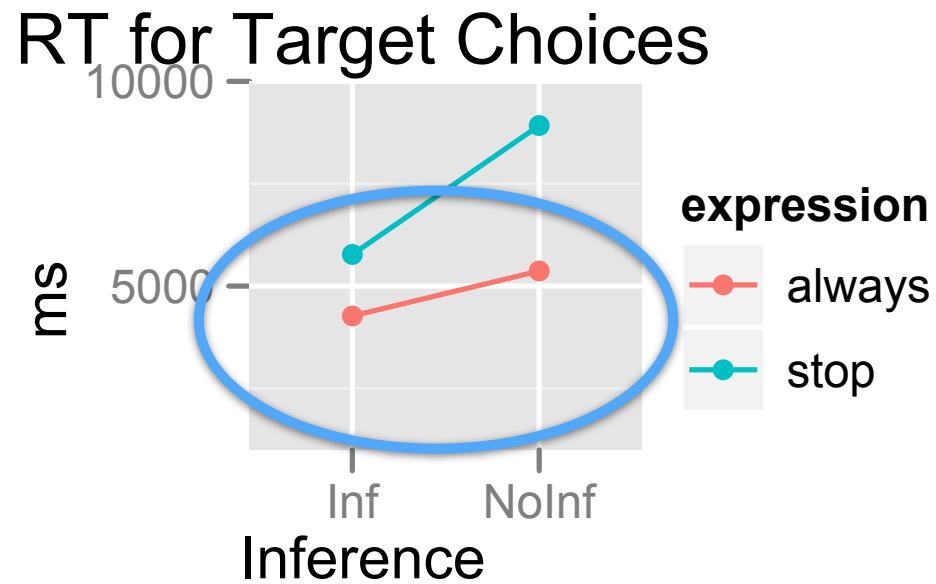 RT for Target Choices
10000
5000
ms
Inf NoInf
Inference
expression
always
stop